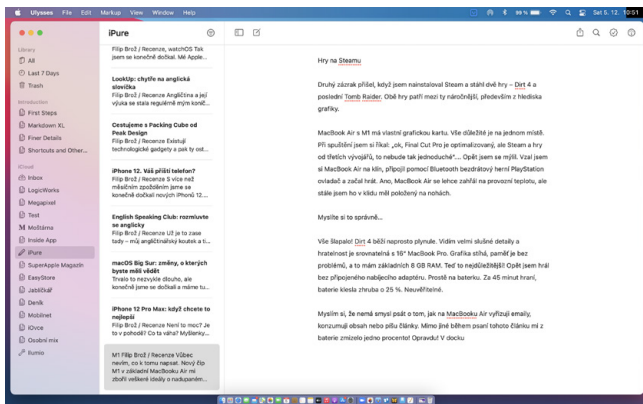 Ulysses File Edit Markup View Window Help
99 % Set 5. 12. 10:51
iPure
Library
All
Last 7 Days
Trash
Introduction
First Steps
Markdown XL
Finer Details
Shortcuts and Other...
iCloud
Inbox
LogicWorks
Megapixel
Test
Moštárna
Inside App
iPure
SuperApple Magazín
EasyStore
Jablíčkář
Deník
Mobilnet
iOvce
Osobní mix
Ilumio
Filip Brož / Recenze, watchOS Tak
jsem se konečně dočkal. Mé Apple...
LookUp: chytře na anglická
slovíčka
Filip Brož / Recenze Angličtina a její
výuka se stala regulérně mým konič...
Cestujeme s Packing Cube od
Peak Design
Filip Brož / Recenze Existují
technologické gadgety a pak ty ost...
iPhone 12. Váš příští telefon?
Filip Brož / Recenze S více než
měsíčním zpožděním jsme se
konečně dočkali nových iPhonů 12....
English Speaking Club: rozmluvte
se anglicky
Filip Brož / Recenze Už je to zase
tady – můj angličtinářský koutek a t...
macOS Big Sur: změny, o kterých
byste měli vědět
Trvalo to nezvykle dlouho, ale
konečně jsme se dočkali a máme tu...
iPhone 12 Pro Max: když chcete to
nejlepší
Filip Brož / Recenze Není to moc? Je
to v pohodě? Co ta váha? Myšlenky...
M1 Filip Brož / Recenze Vůbec
nevím, co k tomu napsat. Nový čip
M1 v základní MacBooku Air mi
zbořil veškeré ideály o nadupaném...
Hry na Steamu
Druhý zázrak přišel, když jsem nainstaloval Steam a stáhl dvě hry – Dirt 4 a
poslední Tomb Raider. Obě hry patří mezi ty náročnější, především z hlediska
grafiky.
MacBook Air s M1 má vlastní grafickou kartu. Vše důležité je na jednom místě.
Při spuštění jsem si říkal: „ok, Final Cut Pro je optimalizovaný, ale Steam a hry
od třetích vývojářů, to nebude tak jednoduché“.... Opět jsem se mýlil. Vzal jsem
si MacBook Air na klín, připojil pomocí Bluetooth bezdrátový herní PlayStation
ovladač a začal hrát. Ano, MacBook Air se lehce zahřál na provozní teplotu, ale
stále jsem ho v klidu měl položený na nohách.
Myslíte si to správně...
Vše šlapalo! Dirt 4 běží naprosto plynule. Vidím velmi slušné detaily a
hratelnost je srovnatelná s 16" MacBook Pro. Grafika stíhá, paměť je bez
problémů, a to mám základních 8 GB RAM. Teď to nejdůležitější! Opět jsem hrál
bez připojeného nabíjecího adaptéru. Prostě na baterku. Za 45 minut hraní,
baterie klesla zhruba o 25 %. Neuvěřitelné.
Myslím si, že nemá smysl psát o tom, jak na MacBooku Air vyřizuji emaily,
konzumuji obsah nebo píšu články. Mimo jiné během psaní tohoto článku mi z
baterie zmizelo jedno procento! Opravdu! V docku